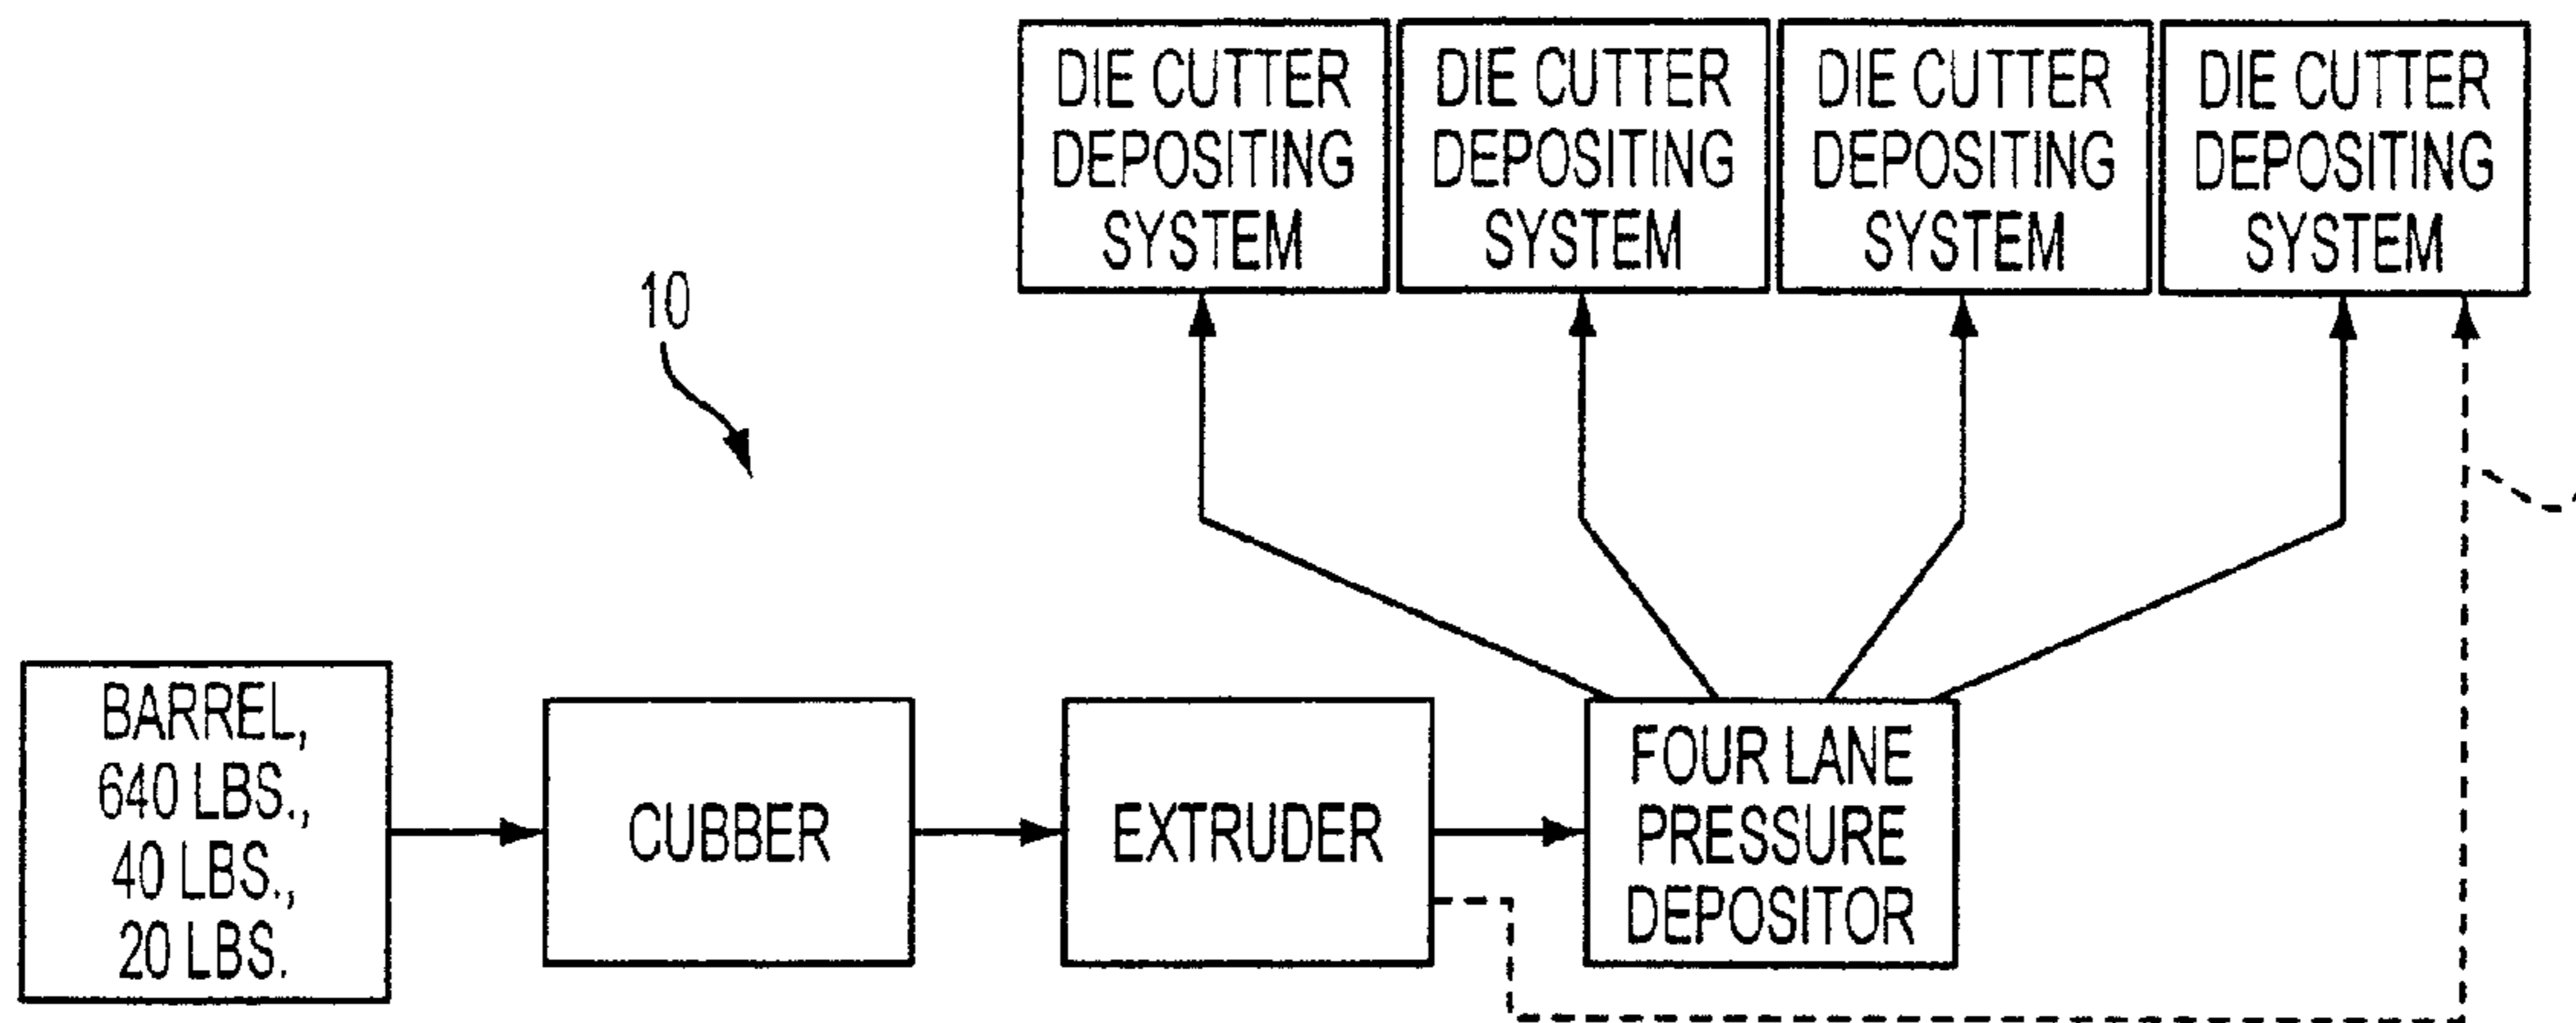 DIE CUTTER
DEPOSITING
SYSTEM
DIE CUTTER
DEPOSITING
SYSTEM
DIE CUTTER
DEPOSITING
SYSTEM
DIE CUTTER
DEPOSITING
SYSTEM
10
BARREL,
640 LBS.,
40 LBS.,
20 LBS.
CUBBER
EXTRUDER
FOUR LANE
PRESSURE
DEPOSITOR